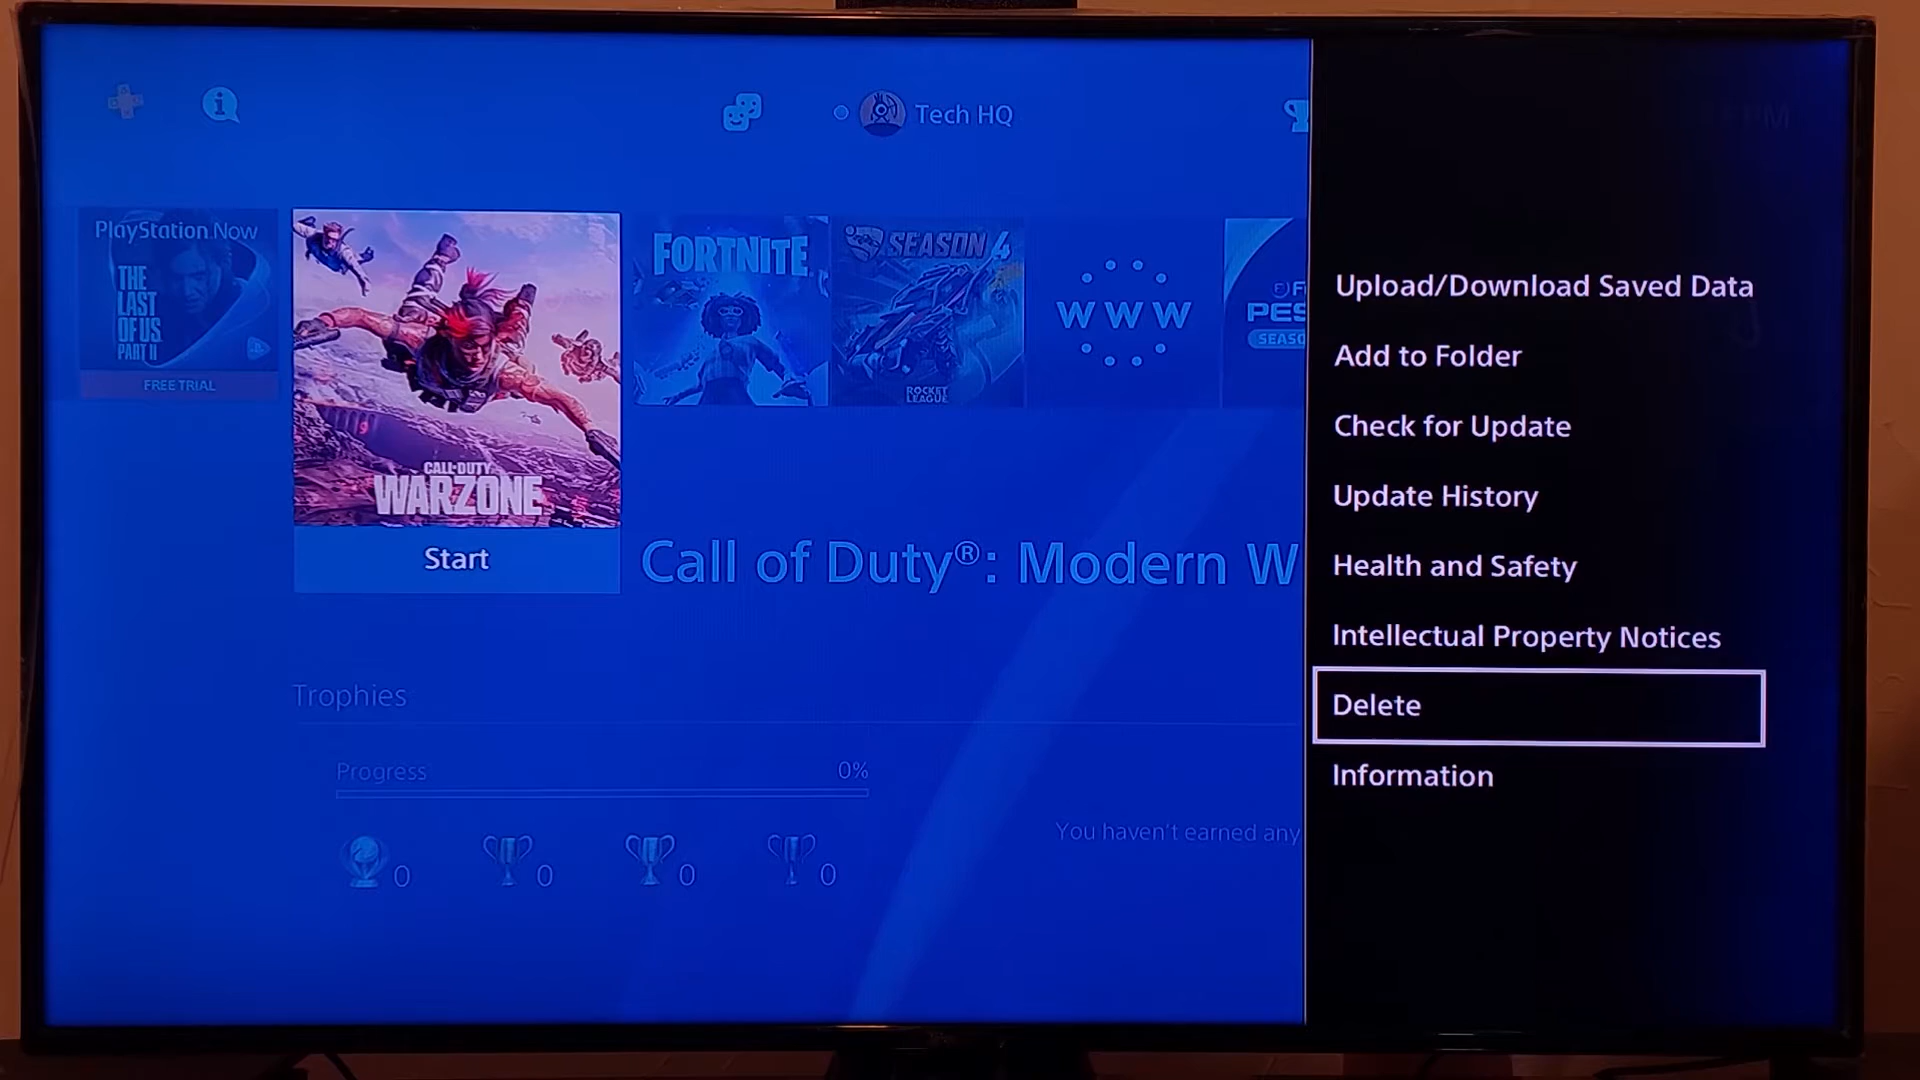 Tech HQ
PlayStation Now
THE
LAST
OF US
PART II
FREE TRIAL
CALL OF DUTY
WARZONE
Start
FORTNITE
SEASON 4
ROCKET
LEAGUE
WWW
PES
SEASO
Call of Duty®: Modern W
Trophies
Progress
0%
0
0
0
0
You haven't earned any
Upload/Download Saved Data
Add to Folder
Check for Update
Update History
Health and Safety
Intellectual Property Notices
Delete
Information